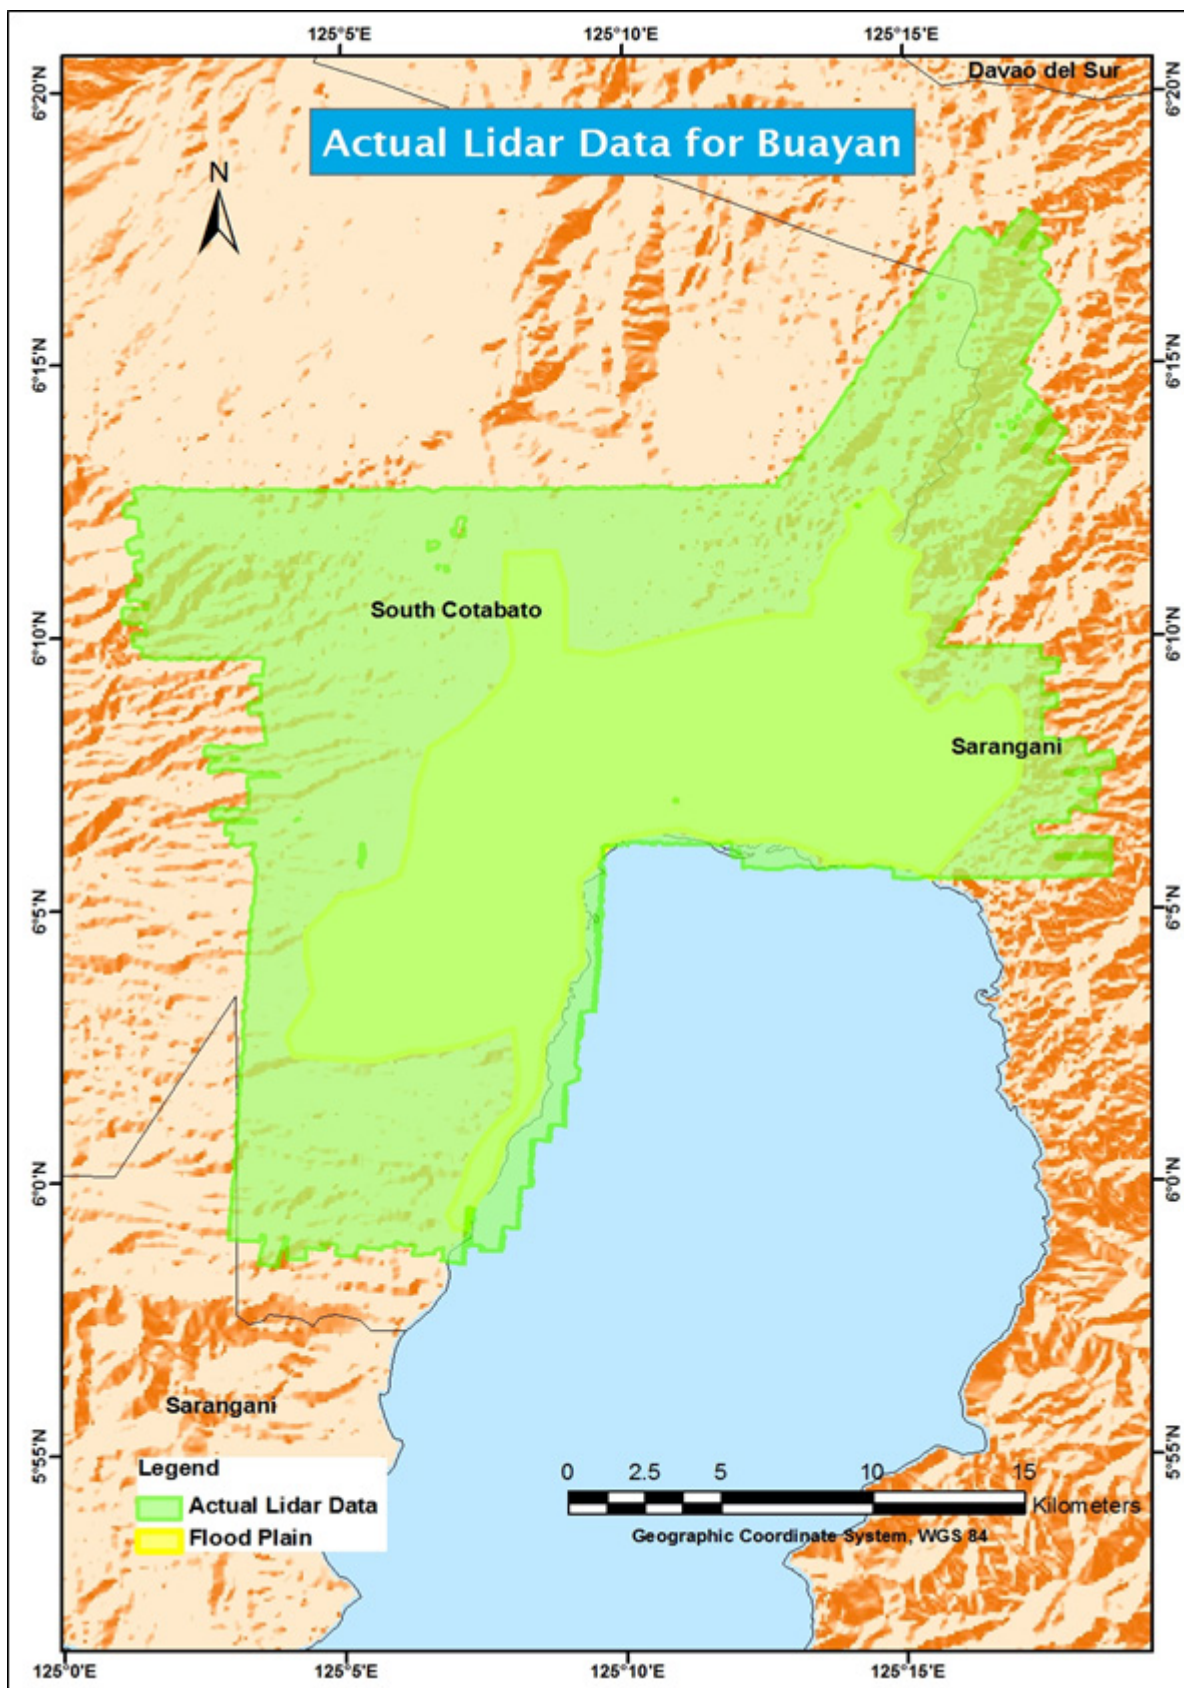 125°5'E 125°10'E 125°15'E
Davao del Sur
6°20'N 6°20'N
Actual Lidar Data for Buayan
N
6°15'N 6°15'N
South Cotabato
6°10'N 6°10'N
Sarangani
6°5'N 6°5'N
6°0'N 6°0'N
Sarangani
5°55'N 5°55'N
Legend
Actual Lidar Data
Flood Plain
0 2.5 5 10 15
Kilometers
Geographic Coordinate System, WGS 84
125°0'E 125°5'E 125°10'E 125°15'E